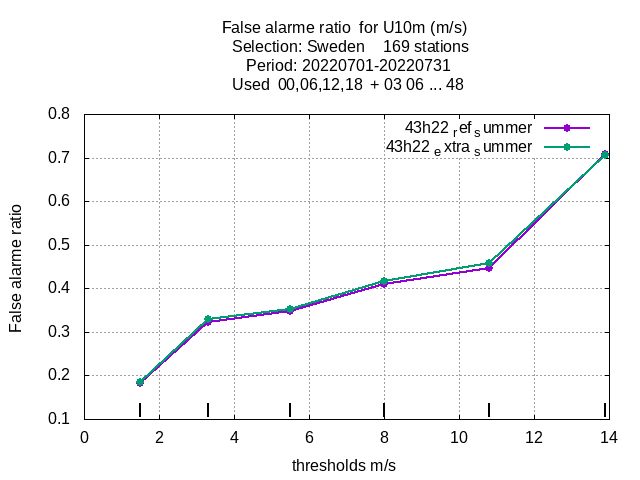 False alarme ratio  for U10m (m/s)
Selection: Sweden    169 stations
Period: 20220701-20220731
Used  00,06,12,18  + 03 06 ... 48
0.8
0.7
0.6
0.5
0.4
0.3
0.2
0.1
False alarme ratio
43h22 ref summer
43h22 extra summer
0 2 4 6 8 10 12 14
thresholds m/s